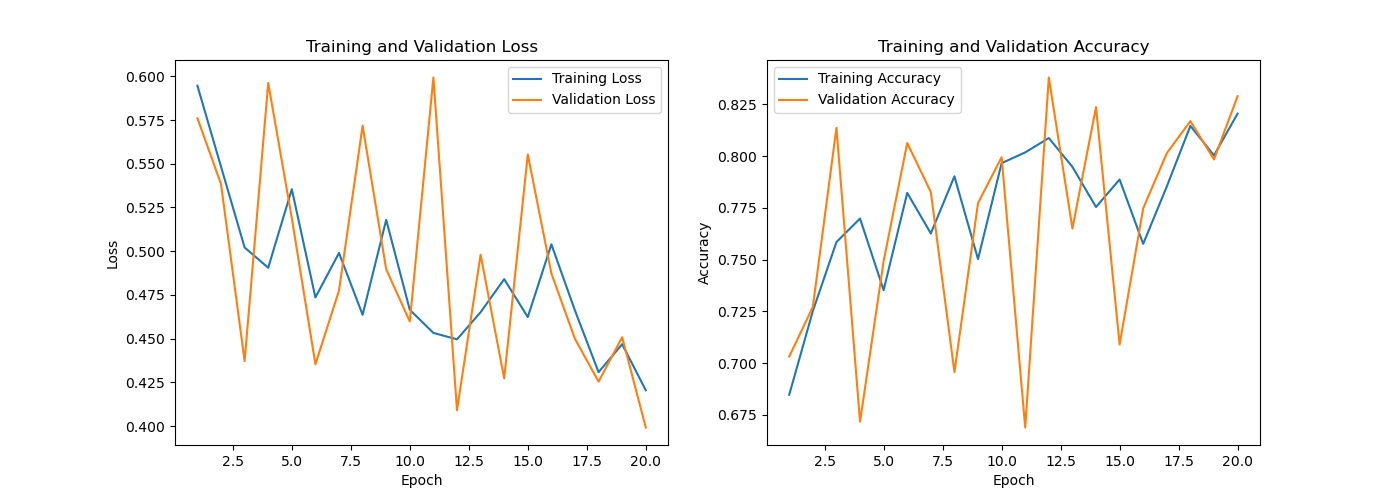 Training and Validation Loss
Training Loss
Validation Loss
0.600
0.575
0.550
0.525
0.500
0.475
0.450
0.425
0.400
Loss
2.5 5.0 7.5 10.0 12.5 15.0 17.5 20.0
Epoch
Training and Validation Accuracy
Training Accuracy
Validation Accuracy
0.825
0.800
0.775
0.750
0.725
0.700
0.675
Accuracy
2.5 5.0 7.5 10.0 12.5 15.0 17.5 20.0
Epoch